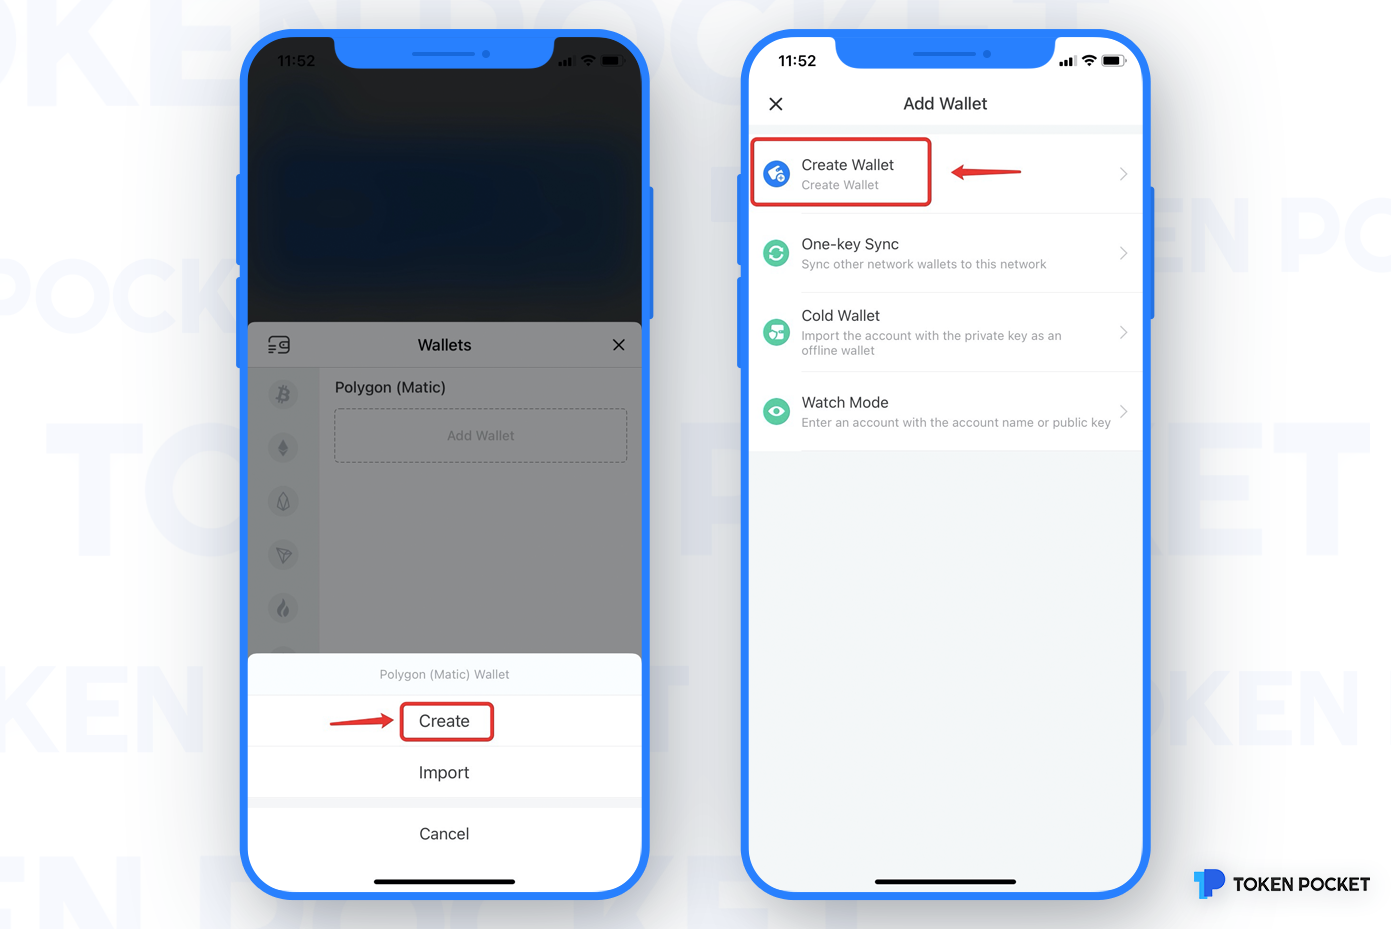 11:52
Wallets
Polygon (Matic)
Add Wallet
Polygon (Matic) Wallet
Create
Import
Cancel
11:52
Add Wallet
Create Wallet
Create Wallet
One-key Sync
Sync other network wallets to this network
Cold Wallet
Import the account with the private key as an
offline wallet
Watch Mode
Enter an account with the account name or public key
TOKEN POCKET